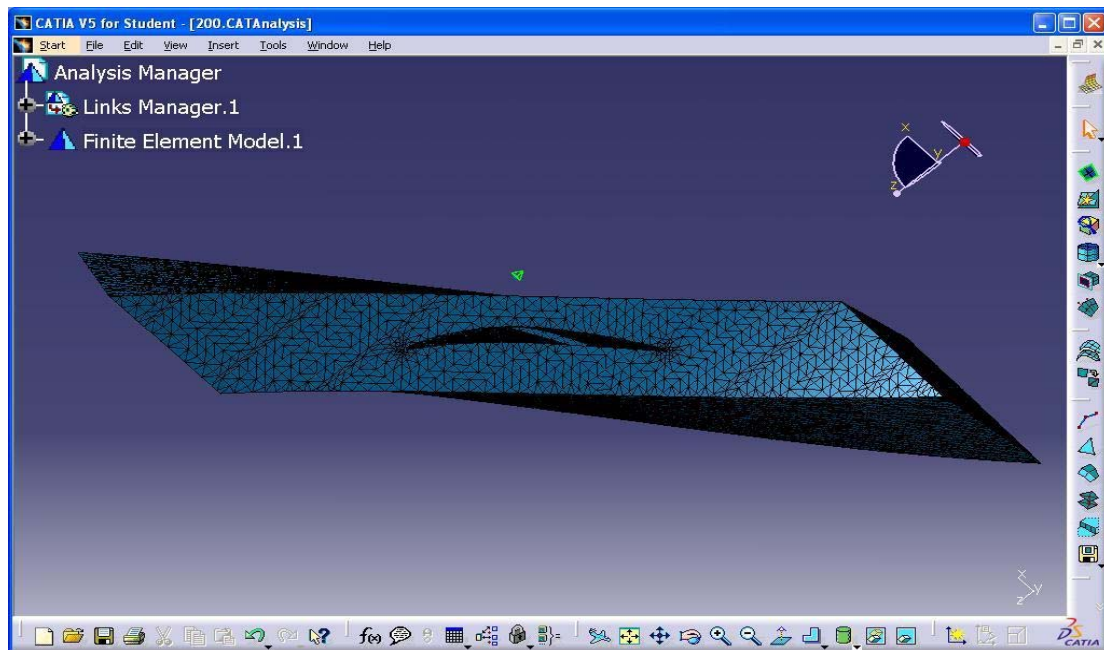 CATIA V5 for Student - [200.CATAnalysis]
Start File Edit View Insert Tools Window Help
Analysis Manager
Links Manager.1
Finite Element Model.1
x
y
z
x
y
z
f(x)
DS
CATIA